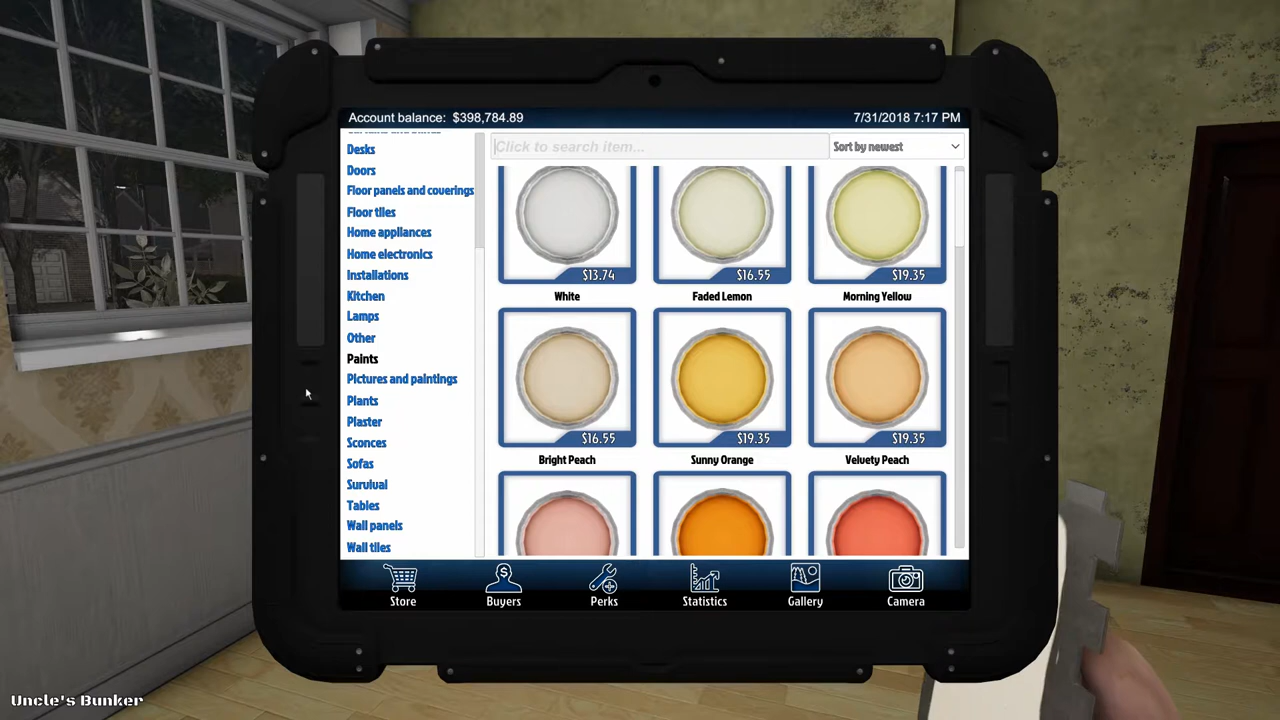 Account balance: $398,784.89
7/31/2018 7:17 PM
Desks
Doors
Floor panels and coverings
Floor tiles
Home appliances
Home electronics
Installations
Kitchen
Lamps
Other
Paints
Pictures and paintings
Plants
Plaster
Sconces
Sofas
Survival
Tables
Wall panels
Wall tiles
Click to search item...
Sort by newest
$13.74
$16.55
$19.35
White
Faded Lemon
Morning Yellow
$16.55
$19.35
$19.35
Bright Peach
Sunny Orange
Velvety Peach
Store
Buyers
Perks
Statistics
Gallery
Camera
Uncle's Bunker